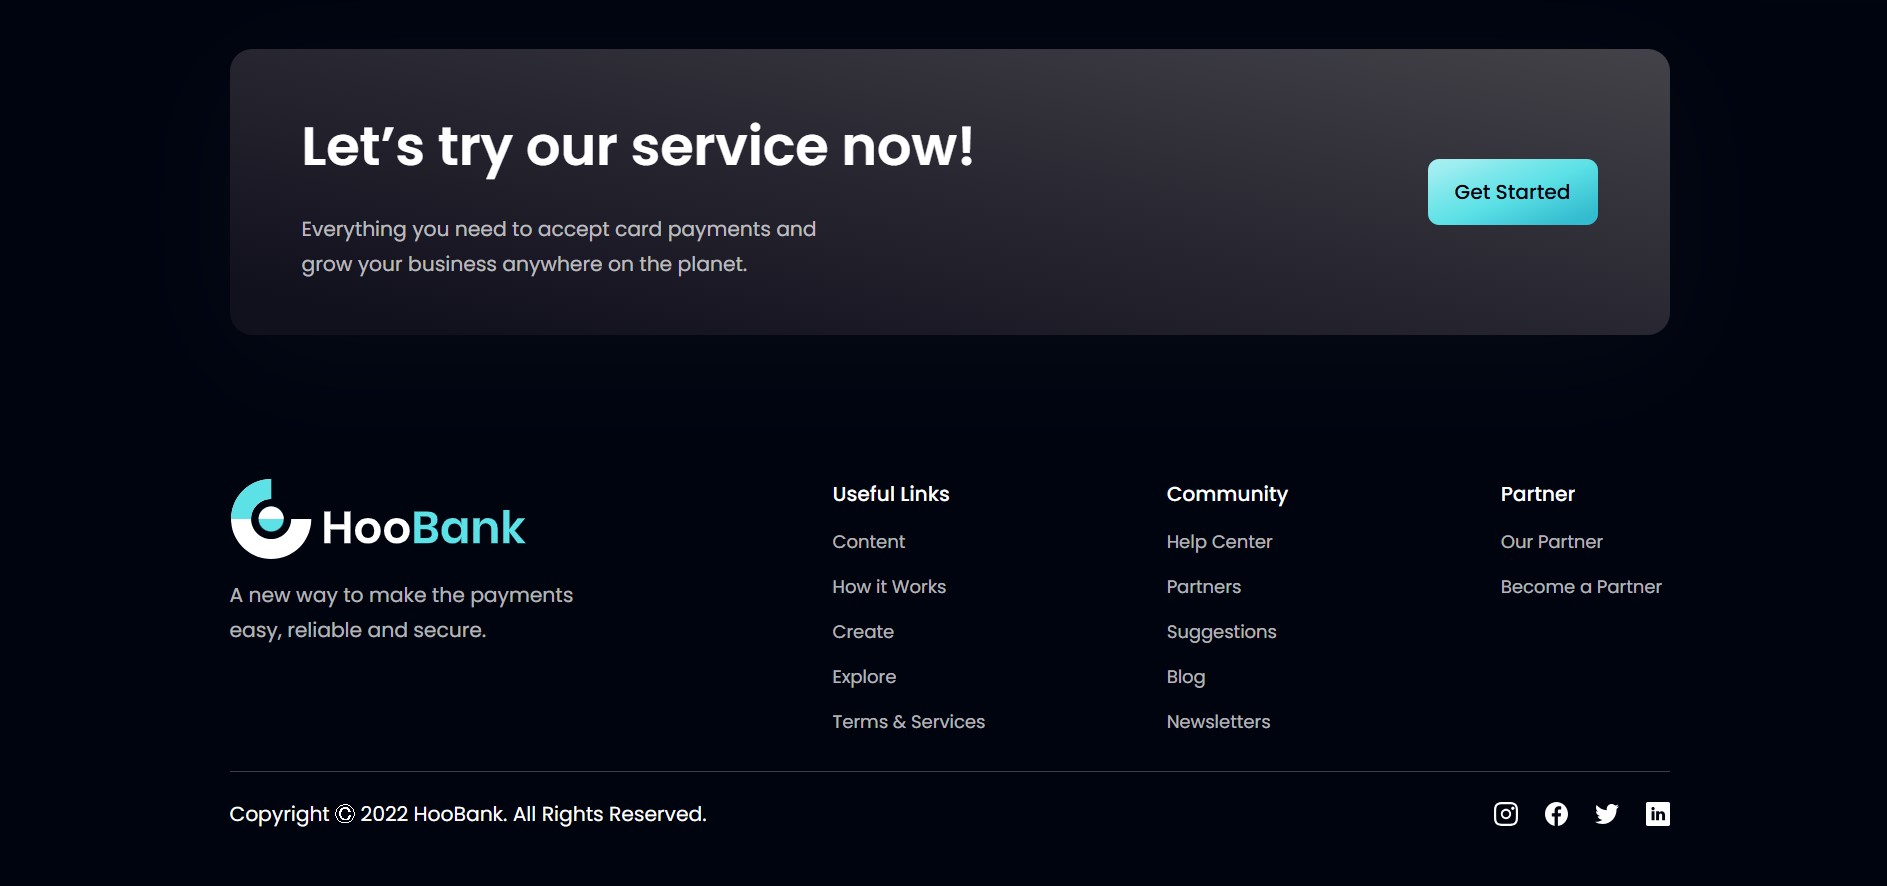 Let’s try our service now!
Everything you need to accept card payments and
grow your business anywhere on the planet.
Get Started
HooBank
A new way to make the payments
easy, reliable and secure.
Useful Links
Content
How it Works
Create
Explore
Terms & Services
Community
Help Center
Partners
Suggestions
Blog
Newsletters
Partner
Our Partner
Become a Partner
Copyright Ⓒ 2022 HooBank. All Rights Reserved.